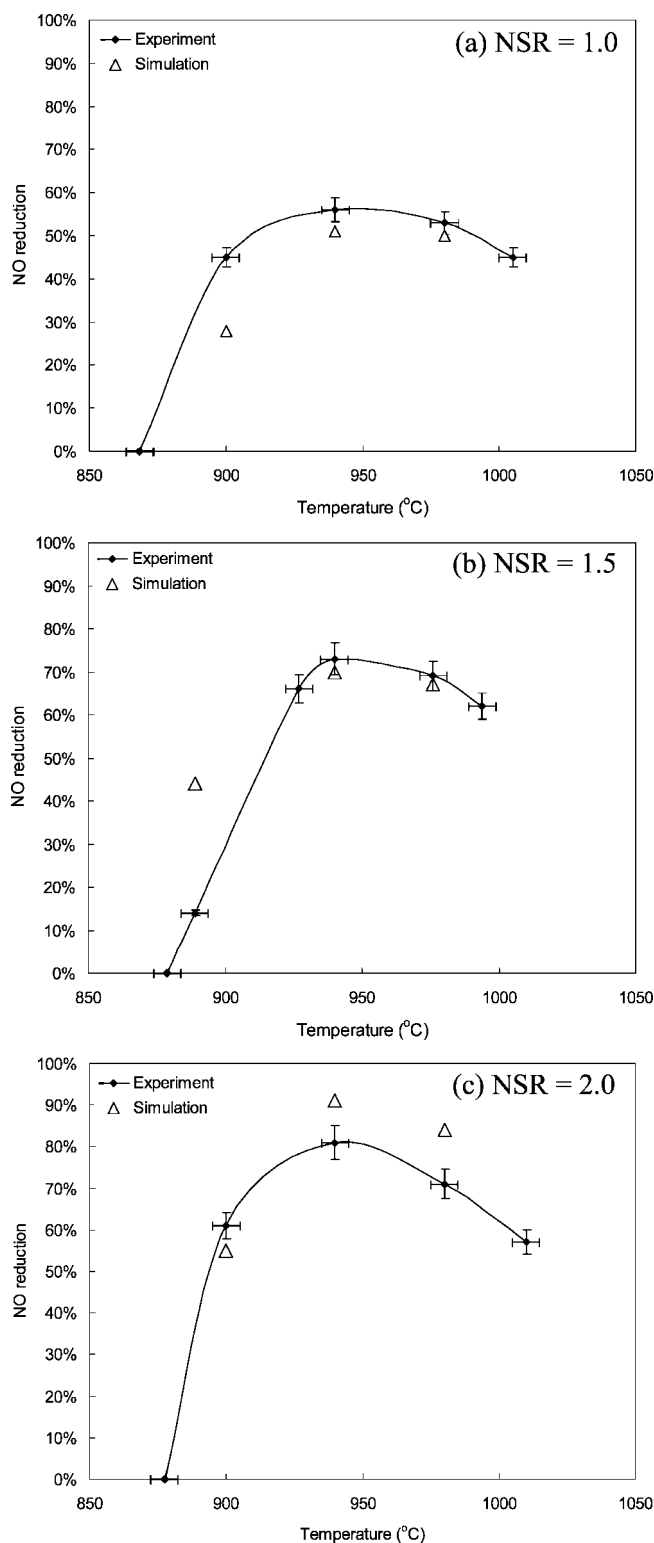 100%
90%
80%
70%
60%
50%
40%
30%
20%
10%
0%
NO reduction
Experiment
Simulation
(a) NSR = 1.0
850 900 950 1000 1050
Temperature (°C)
100%
90%
80%
70%
60%
50%
40%
30%
20%
10%
0%
NO reduction
Experiment
Simulation
(b) NSR = 1.5
850 900 950 1000 1050
Temperature (°C)
100%
90%
80%
70%
60%
50%
40%
30%
20%
10%
0%
NO reduction
Experiment
Simulation
(c) NSR = 2.0
850 900 950 1000 1050
Temperature (°C)